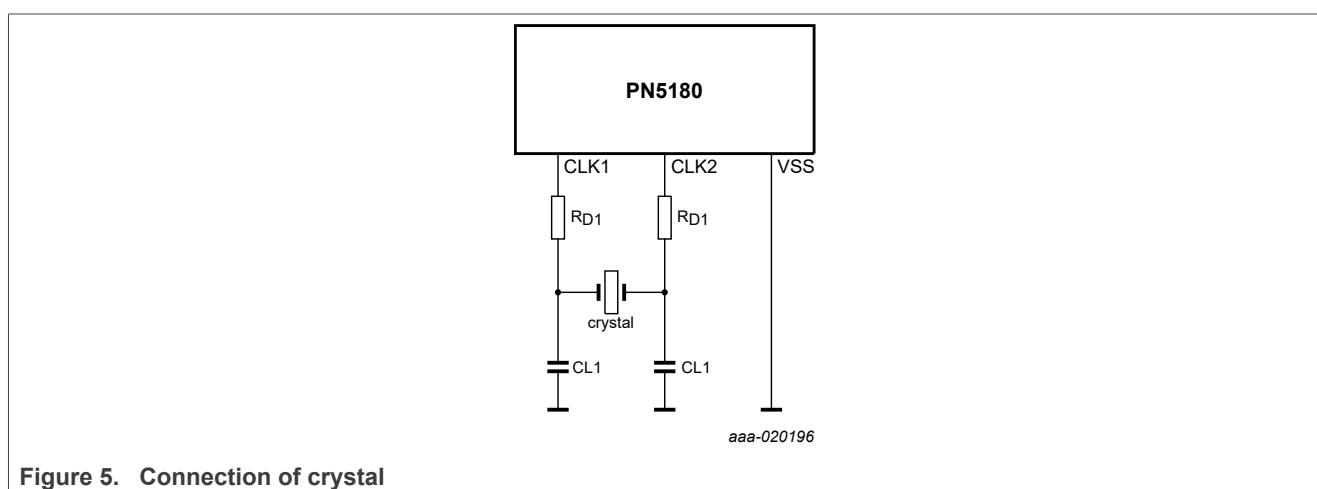 PN5180
CLK1 CLK2 VSS
RD1 RD1
crystal
CL1 CL1
aaa-020196
Figure 5. Connection of crystal